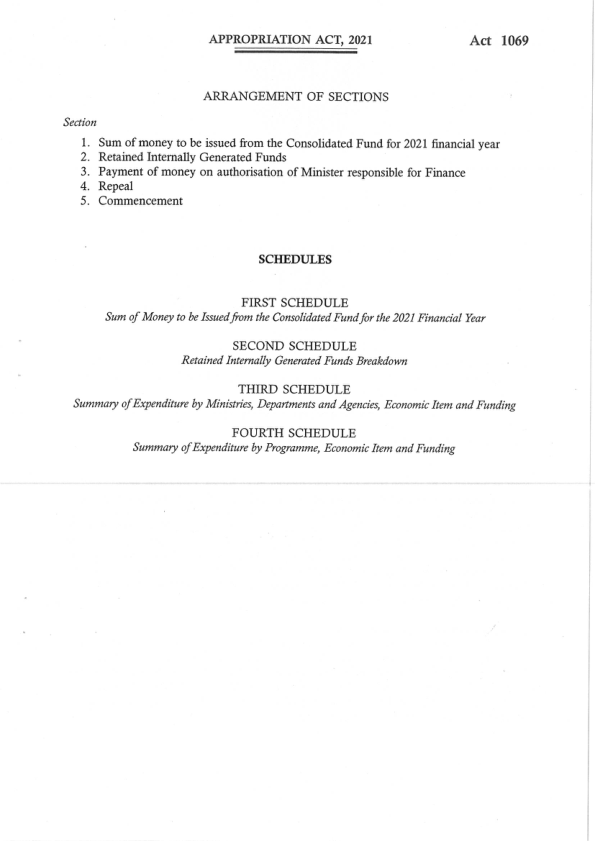 APPROPRIATION ACT, 2021 Act 1069
ARRANGEMENT OF SECTIONS
Section
1. Sum of money to be issued from the Consolidated Fund for 2021 financial year
2. Retained Internally Generated Funds
3. Payment of money on authorisation of Minister responsible for Finance
4. Repeal
5. Commencement
SCHEDULES
FIRST SCHEDULE
Sum of Money to be Issued from the Consolidated Fund for the 2021 Financial Year
SECOND SCHEDULE
Retained Internally Generated Funds Breakdown
THIRD SCHEDULE
Summary of Expenditure by Ministries, Departments and Agencies, Economic Item and Funding
FOURTH SCHEDULE
Summary of Expenditure by Programme, Economic Item and Funding